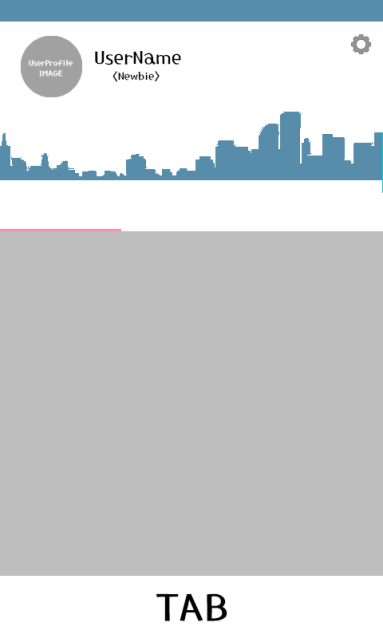 UserProfile
IMAGE
UserName
〈Newbie〉
TAB